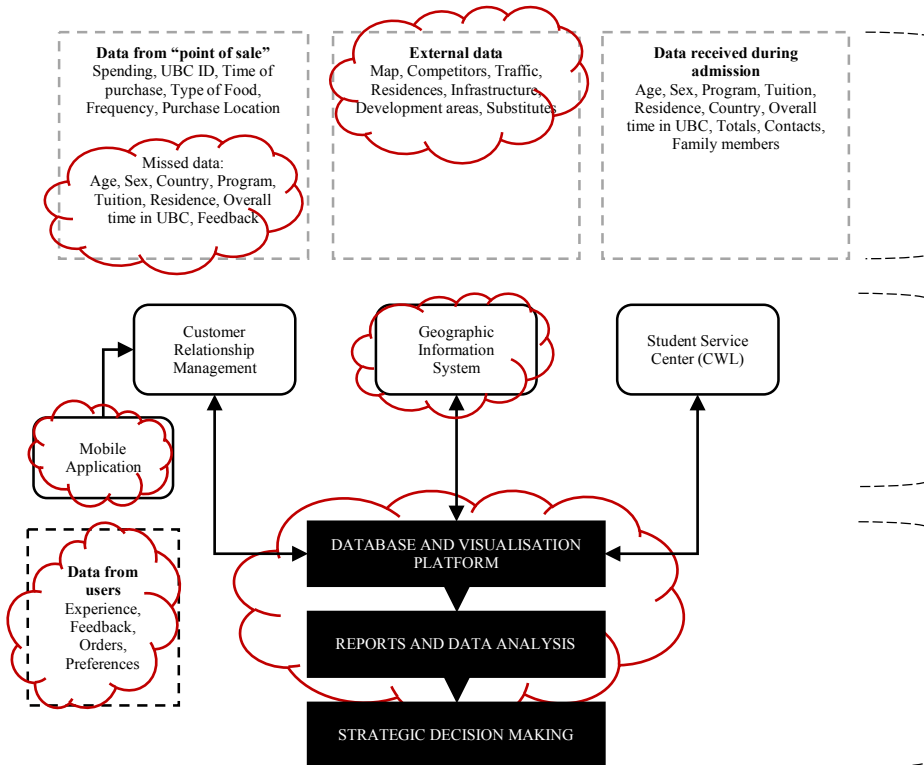 Data from “point of sale”
Spending, UBC ID, Time of
purchase, Type of Food,
Frequency, Purchase Location
Missed data:
Age, Sex, Country, Program,
Tuition, Residence, Overall
time in UBC, Feedback
External data
Map, Competitors, Traffic,
Residences, Infrastructure,
Development areas, Substitutes
Data received during
admission
Age, Sex, Program, Tuition,
Residence, Country, Overall
time in UBC, Totals, Contacts,
Family members
Customer
Relationship
Management
Geographic
Information
System
Student Service
Center (CWL)
Mobile
Application
Data from
users
Experience,
Feedback,
Orders,
Preferences
DATABASE AND VISUALISATION
PLATFORM
REPORTS AND DATA ANALYSIS
STRATEGIC DECISION MAKING